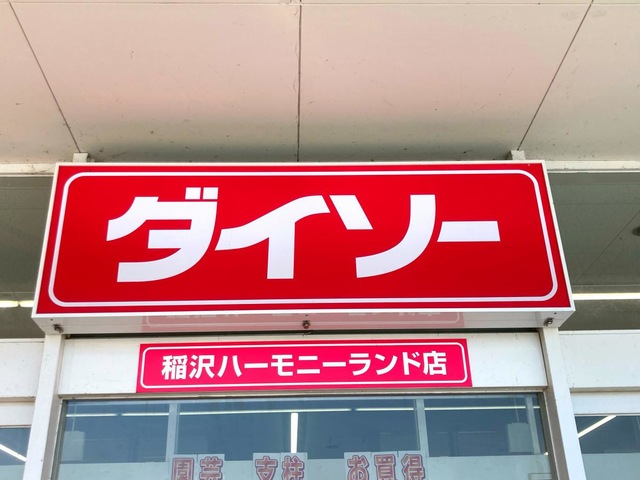 ダイソー
稲沢ハーモニーランド店
園芸 支柱 お買得